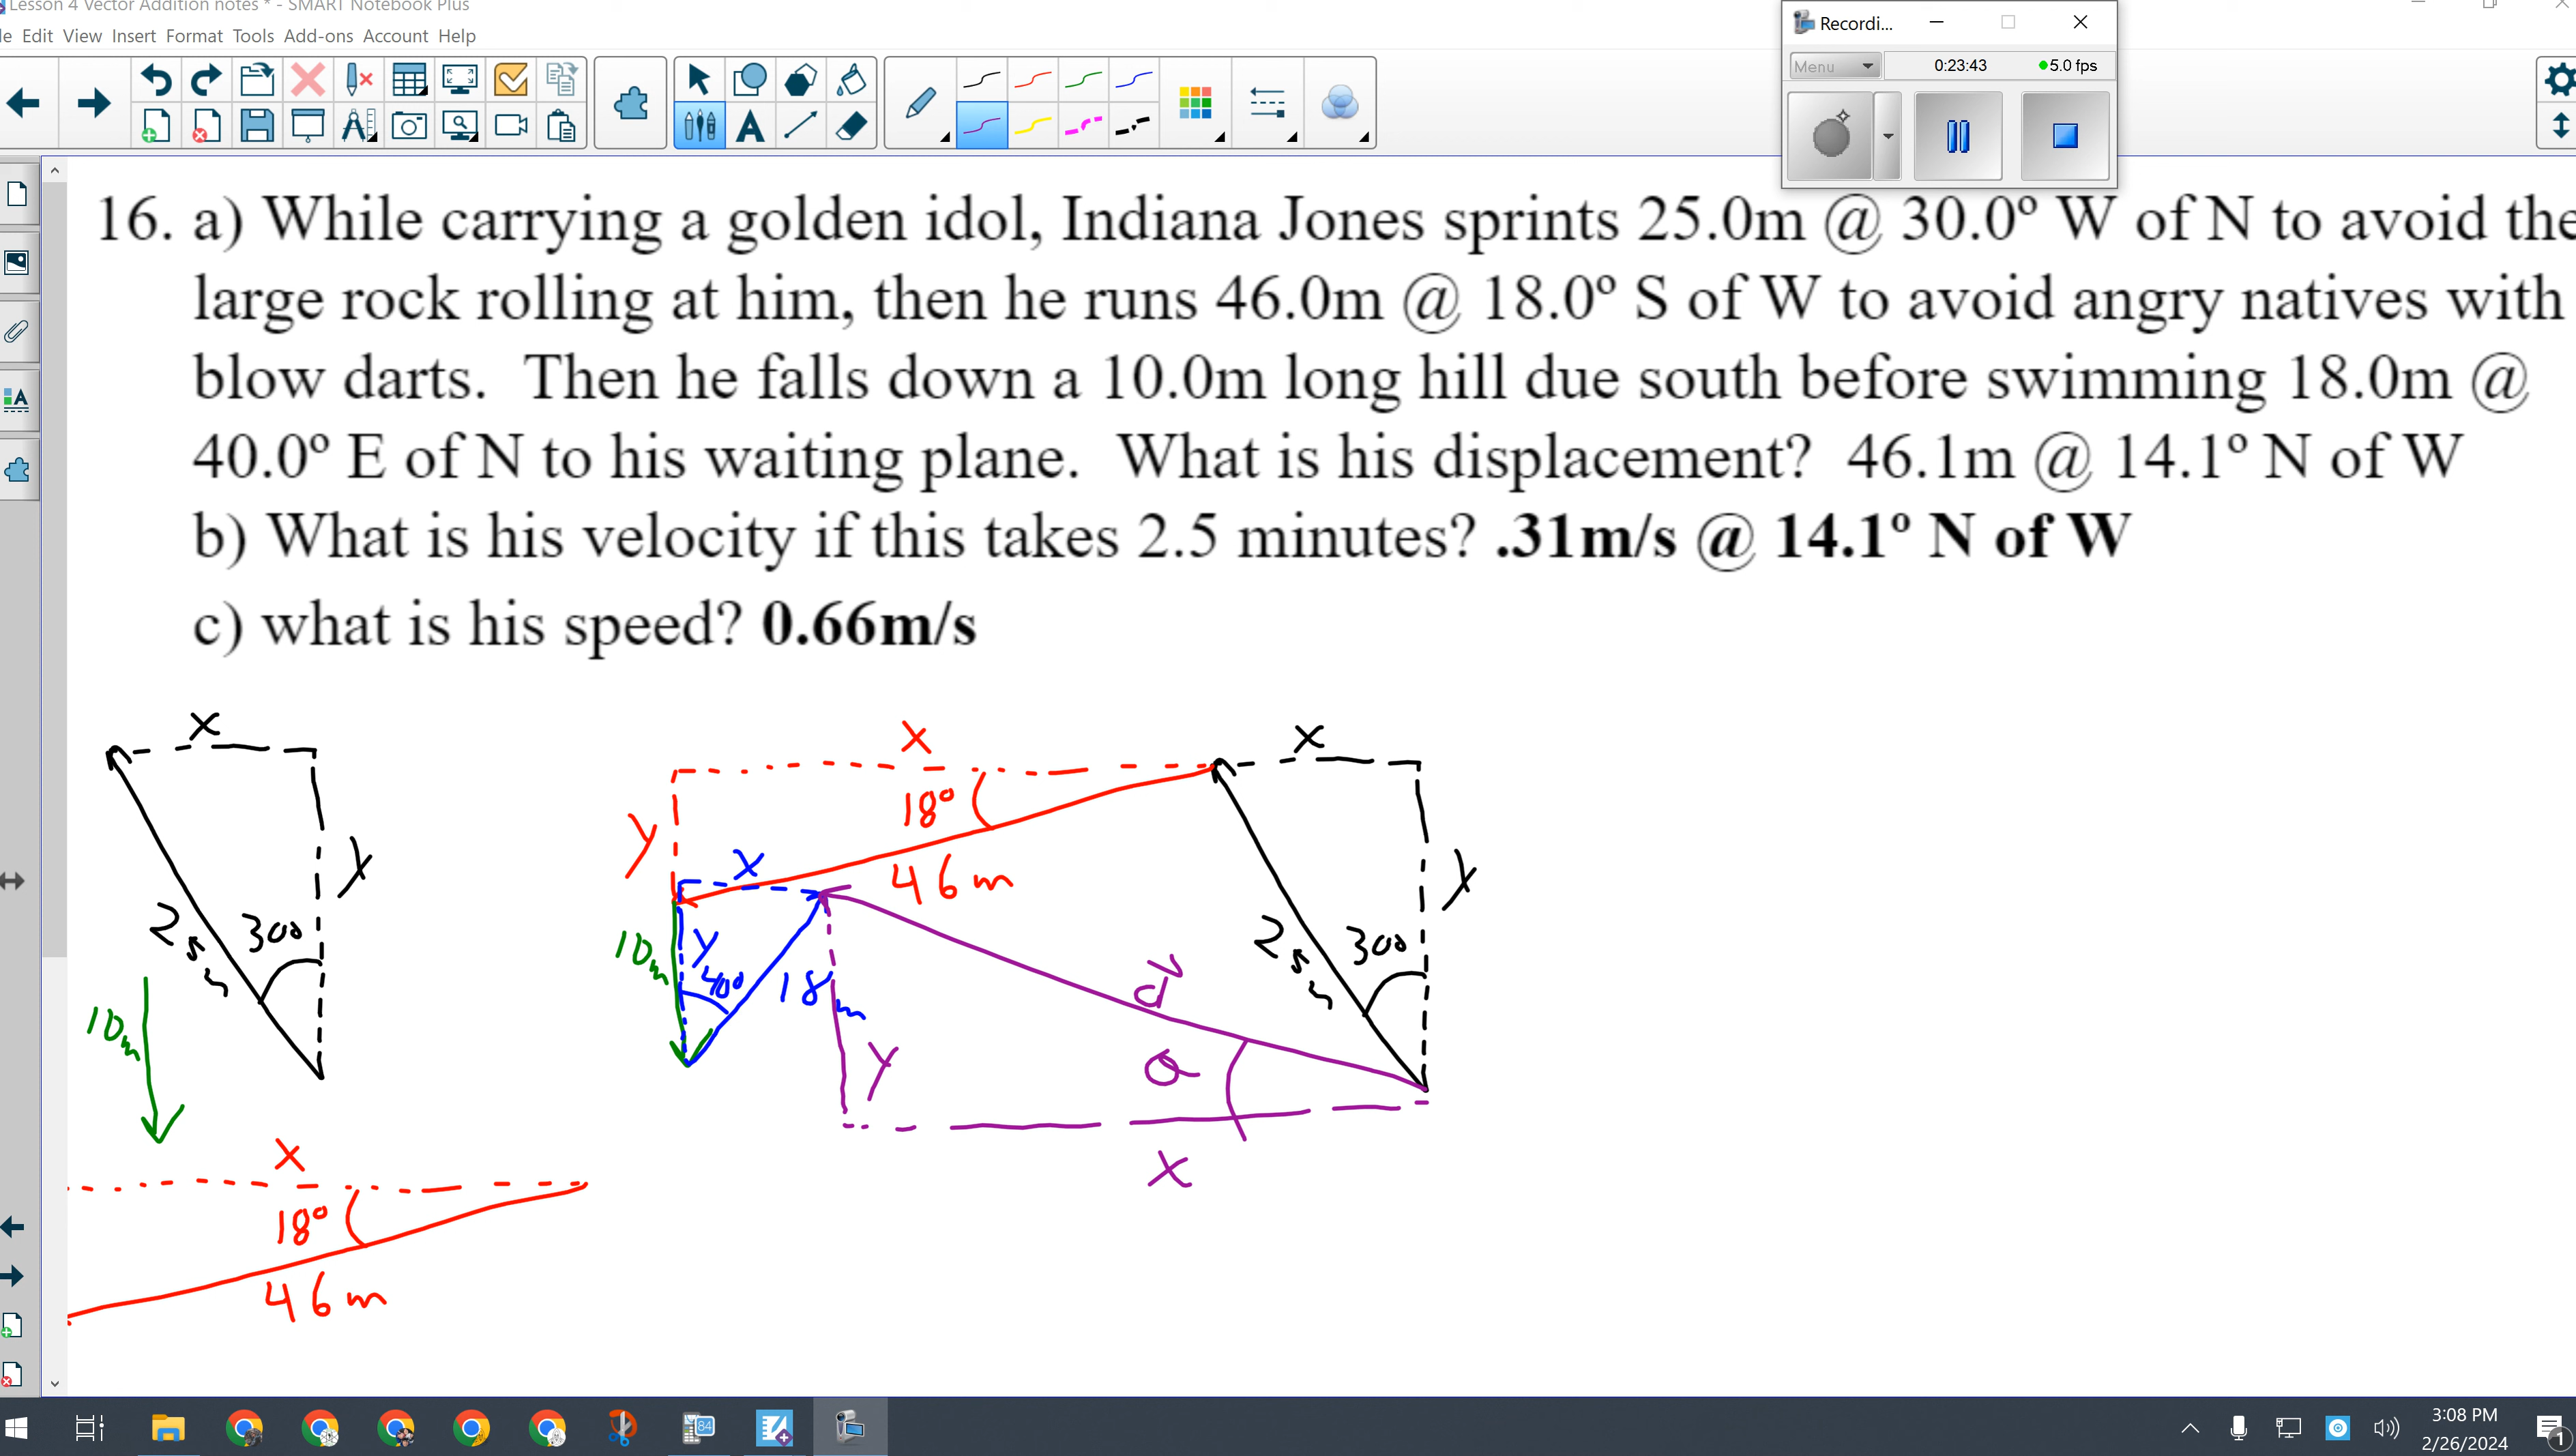 Lesson 4 Vector Addition notes * - SMART Notebook Plus
le Edit View Insert Format Tools Add-ons Account Help
Recordi...
Menu 0:23:43 5.0 fps
16. a) While carrying a golden idol, Indiana Jones sprints 25.0m @ 30.0º W of N to avoid the
large rock rolling at him, then he runs 46.0m @ 18.0º S of W to avoid angry natives with
blow darts. Then he falls down a 10.0m long hill due south before swimming 18.0m @
40.0º E of N to his waiting plane. What is his displacement? 46.1m @ 14.1º N of W
b) What is his velocity if this takes 2.5 minutes? .31m/s @ 14.1º N of W
c) what is his speed? 0.66m/s
x
y
25m
30°
10m
x
18°
46m
x
y
18°
46m
x
y
10m
40°
18m
x
y
25m
30°
d
θ
y
x
84
3:08 PM
2/26/2024
1